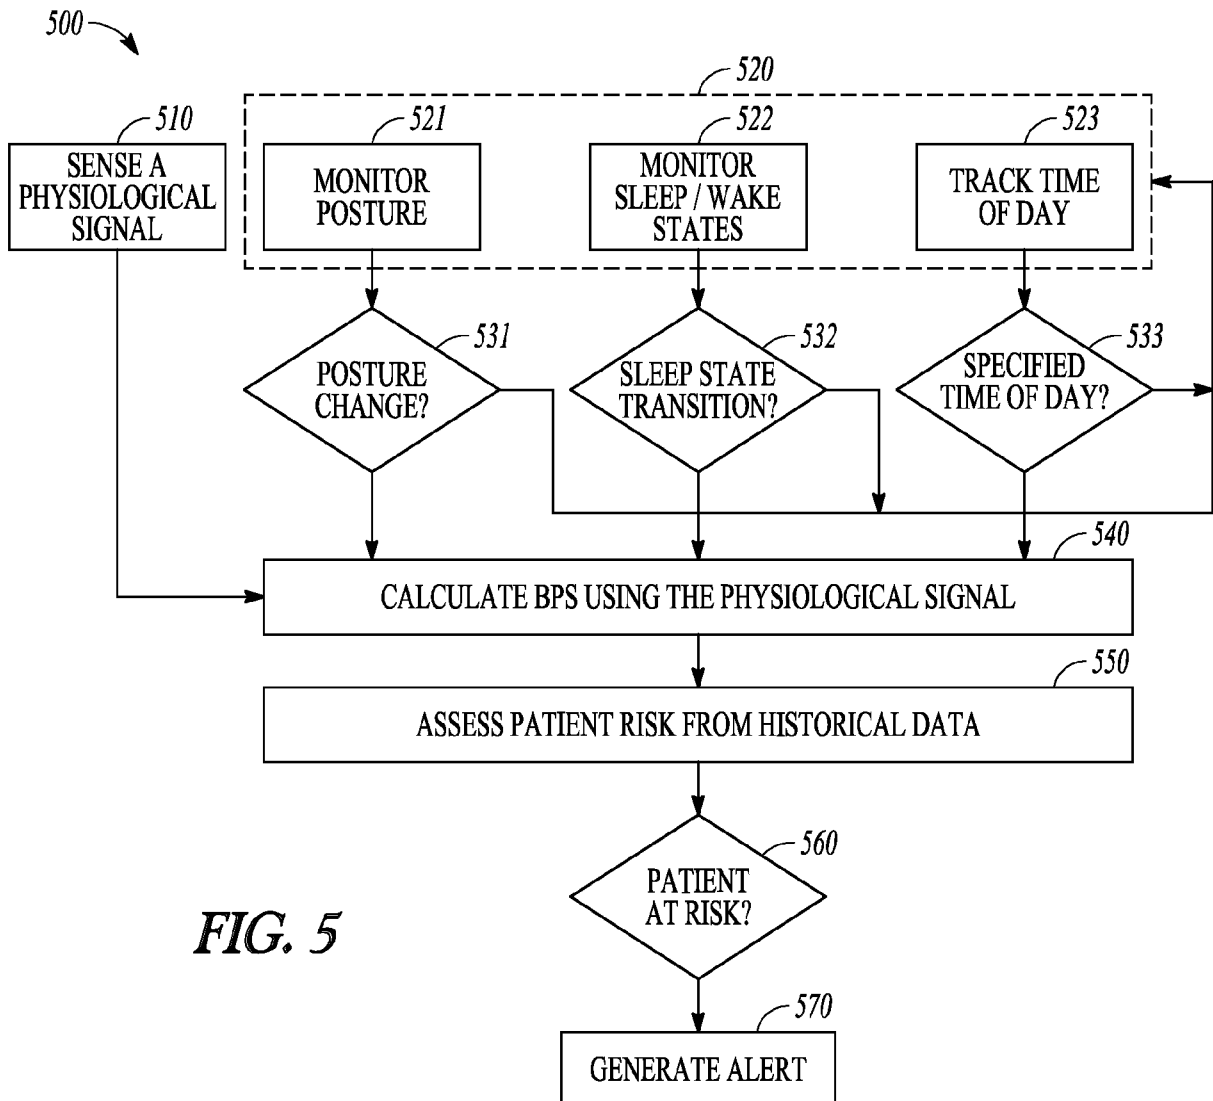 500
520
510
SENSE A
PHYSIOLOGICAL
SIGNAL
521
MONITOR
POSTURE
522
MONITOR
SLEEP / WAKE
STATES
523
TRACK TIME
OF DAY
531
POSTURE
CHANGE?
532
SLEEP STATE
TRANSITION?
533
SPECIFIED
TIME OF DAY?
540
CALCULATE BPS USING THE PHYSIOLOGICAL SIGNAL
550
ASSESS PATIENT RISK FROM HISTORICAL DATA
560
PATIENT
AT RISK?
FIG. 5
570
GENERATE ALERT